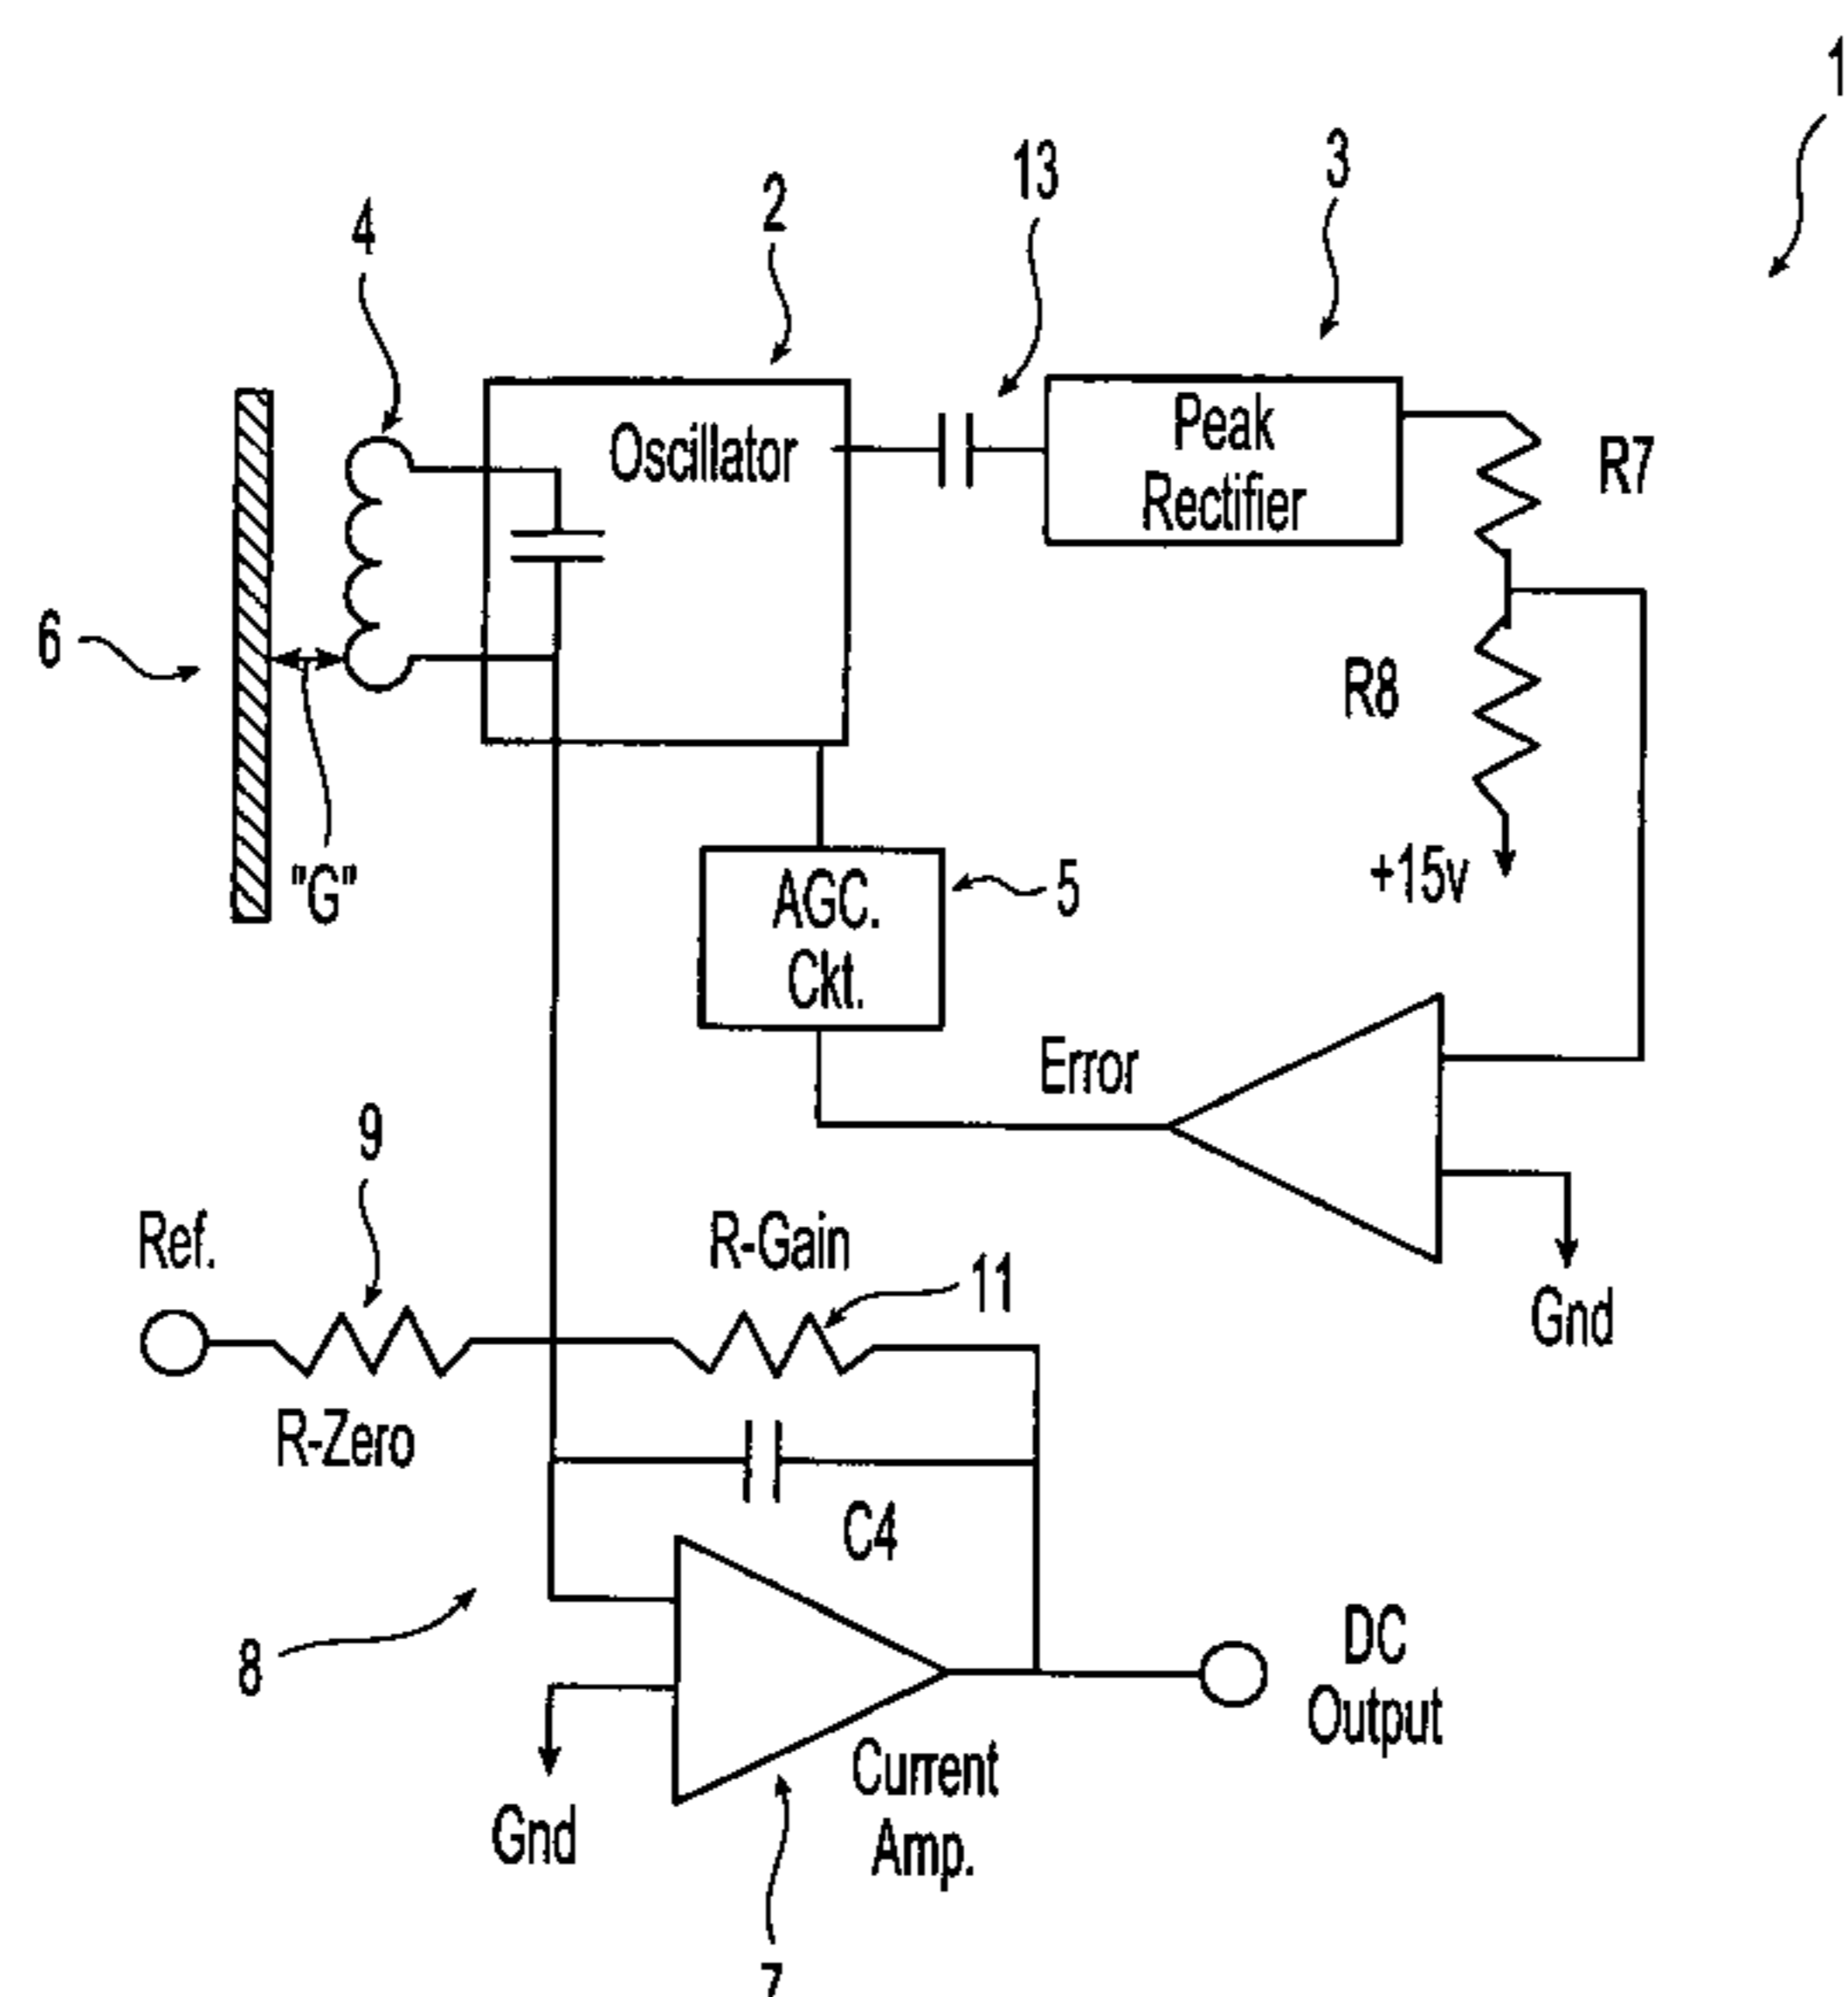 1
13
3
2
4
Oscillator
Peak
Rectifier
R7
6
R8
"G"
+15v
AGC.
Ckt.
5
Error
9
Ref.
R-Gain
11
Gnd
R-Zero
C4
8
DC
Output
Current
Amp.
Gnd
7